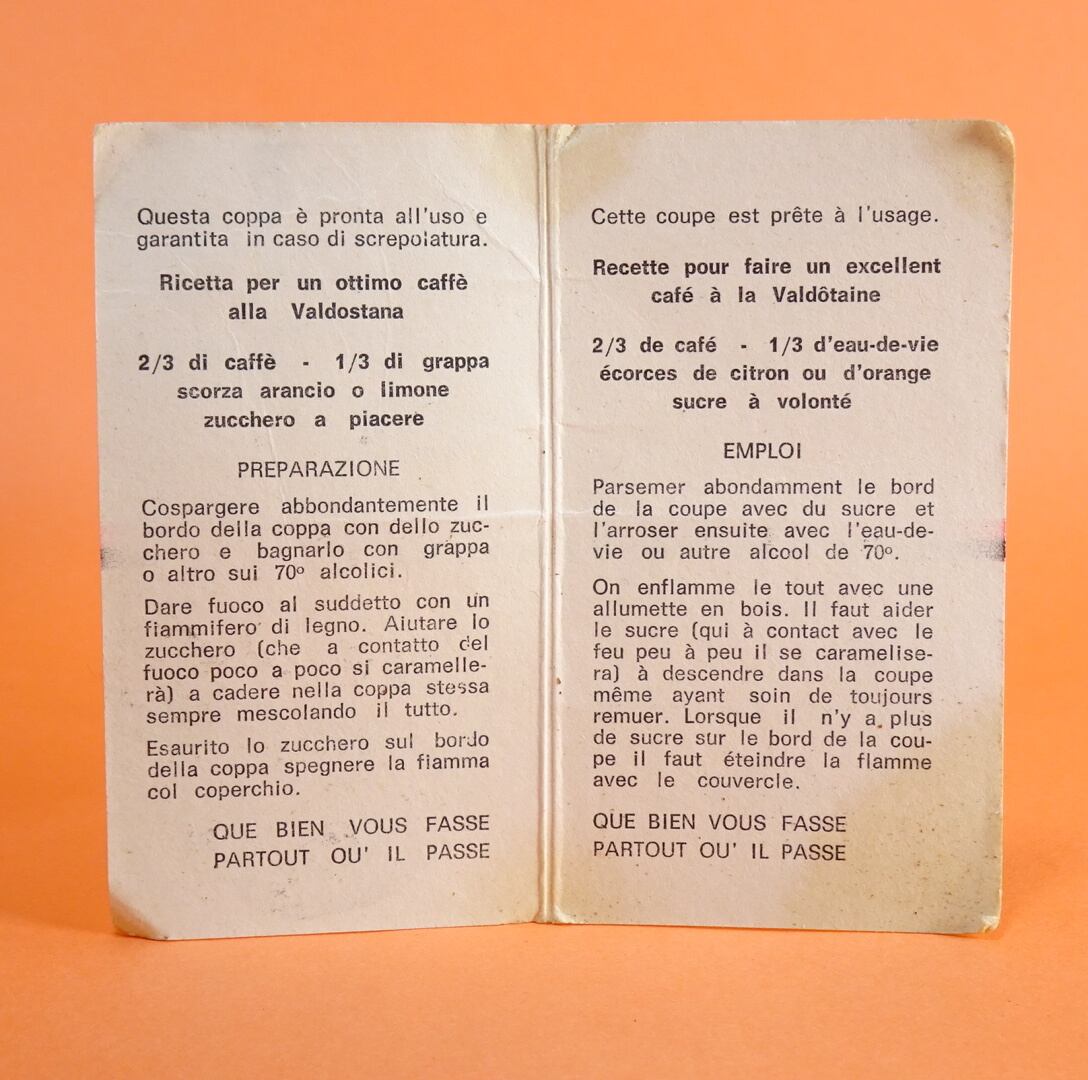 Questa coppa è pronta all'uso e
garantita in caso di screpolatura.
Ricetta per un ottimo caffè
alla Valdostana
2/3 di caffè - 1/3 di grappa
scorza arancio o limone
zucchero a piacere
PREPARAZIONE
Cospargere abbondantemente il
bordo della coppa con dello zuc-
chero e bagnarlo con grappa
o altro sui 70º alcolici.
Dare fuoco al suddetto con un
fiammifero di legno. Aiutare lo
zucchero (che a contatto del
fuoco poco a poco si caramelle-
rà) a cadere nella coppa stessa
sempre mescolando il tutto.
Esaurito lo zucchero sul bordo
della coppa spegnere la fiamma
col coperchio.
QUE BIEN VOUS FASSE
PARTOUT OU' IL PASSE
Cette coupe est prête à l'usage.
Recette pour faire un excellent
café à la Valdôtaine
2/3 de café - 1/3 d'eau-de-vie
écorces de citron ou d'orange
sucre à volonté
EMPLOI
Parsemer abondamment le bord
de la coupe avec du sucre et
l'arroser ensuite avec l'eau-de-
vie ou autre alcool de 70º.
On enflamme le tout avec une
allumette en bois. Il faut aider
le sucre (qui à contact avec le
feu peu à peu il se caramelise-
ra) à descendre dans la coupe
même ayant soin de toujours
remuer. Lorsque il n'y a plus
de sucre sur le bord de la cou-
pe il faut éteindre la flamme
avec le couvercle.
QUE BIEN VOUS FASSE
PARTOUT OU' IL PASSE